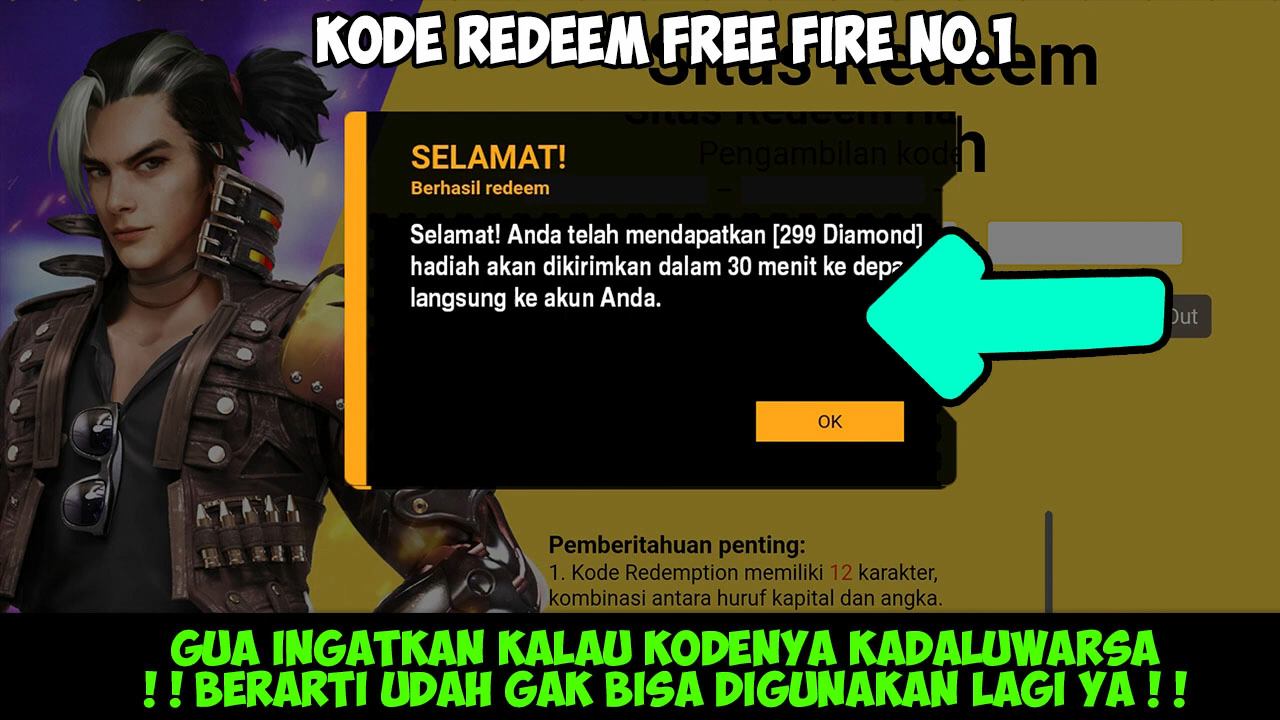 KODE REDEEM FREE FIRE NO.1
Situs Redeem
Situs Redeem Ha
h
Pengambilan kode
SELAMAT!
Berhasil redeem
Selamat! Anda telah mendapatkan [299 Diamond]
hadiah akan dikirimkan dalam 30 menit ke depa
langsung ke akun Anda.
Out
OK
Pemberitahuan penting:
1. Kode Redemption memiliki 12 karakter,
kombinasi antara huruf kapital dan angka.
GUA INGATKAN KALAU KODENYA KADALUWARSA
!! BERARTI UDAH GAK BISA DIGUNAKAN LAGI YA !!